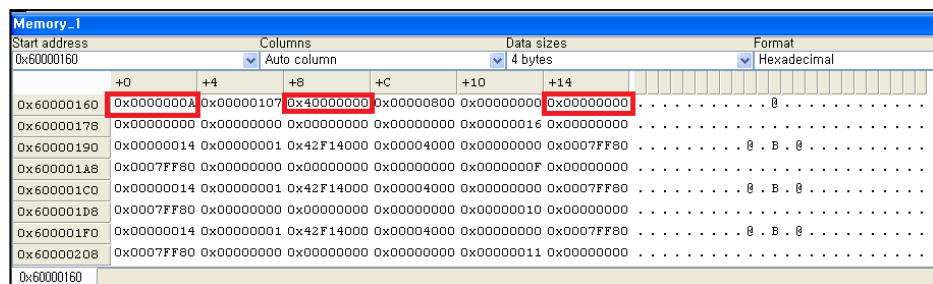 Memory_1
Start address Columns Data sizes Format
0x60000160 Auto column 4 bytes Hexadecimal
+0 +4 +8 +C +10 +14
0x60000160 0x0000000A 0x00000107 0x40000000 0x00000800 0x00000000 0x00000000 . . . . . . . . . . . @ . . . . . . . . . . . .
0x60000178 0x00000000 0x00000000 0x00000000 0x00000000 0x00000016 0x00000000 . . . . . . . . . . . . . . . . . . . . . . . .
0x60000190 0x00000014 0x00000001 0x42F14000 0x00004000 0x00000000 0x0007FF80 . . . . . . . . . @ . B . @ . . . . . . . . . .
0x600001A8 0x0007FF80 0x00000000 0x00000000 0x00000000 0x0000000F 0x00000000 . . . . . . . . . . . . . . . . . . . . . . . .
0x600001C0 0x00000014 0x00000001 0x42F14000 0x00004000 0x00000000 0x0007FF80 . . . . . . . . . @ . B . @ . . . . . . . . . .
0x600001D8 0x0007FF80 0x00000000 0x00000000 0x00000000 0x00000010 0x00000000 . . . . . . . . . . . . . . . . . . . . . . . .
0x600001F0 0x00000014 0x00000001 0x42F14000 0x00004000 0x00000000 0x0007FF80 . . . . . . . . . @ . B . @ . . . . . . . . . .
0x60000208 0x0007FF80 0x00000000 0x00000000 0x00000000 0x00000011 0x00000000 . . . . . . . . . . . . . . . . . . . . . . . .
0x60000160